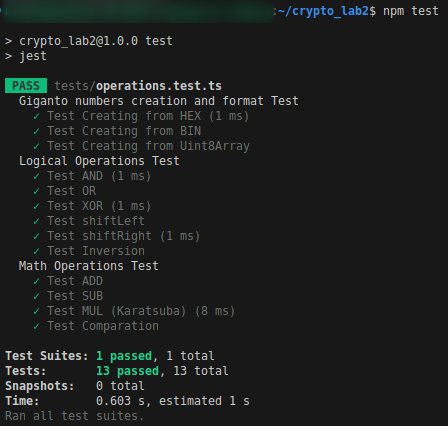 :~/crypto_lab2$ npm test
> crypto_lab2@1.0.0 test
> jest
PASS tests/operations.test.ts
Giganto numbers creation and format Test
✓ Test Creating from HEX (1 ms)
✓ Test Creating from BIN
✓ Test Creating from Uint8Array
Logical Operations Test
✓ Test AND (1 ms)
✓ Test OR
✓ Test XOR (1 ms)
✓ Test shiftLeft
✓ Test shiftRight (1 ms)
✓ Test Inversion
Math Operations Test
✓ Test ADD
✓ Test SUB
✓ Test MUL (Karatsuba) (8 ms)
✓ Test Comparation
Test Suites: 1 passed, 1 total
Tests: 13 passed, 13 total
Snapshots: 0 total
Time: 0.603 s, estimated 1 s
Ran all test suites.